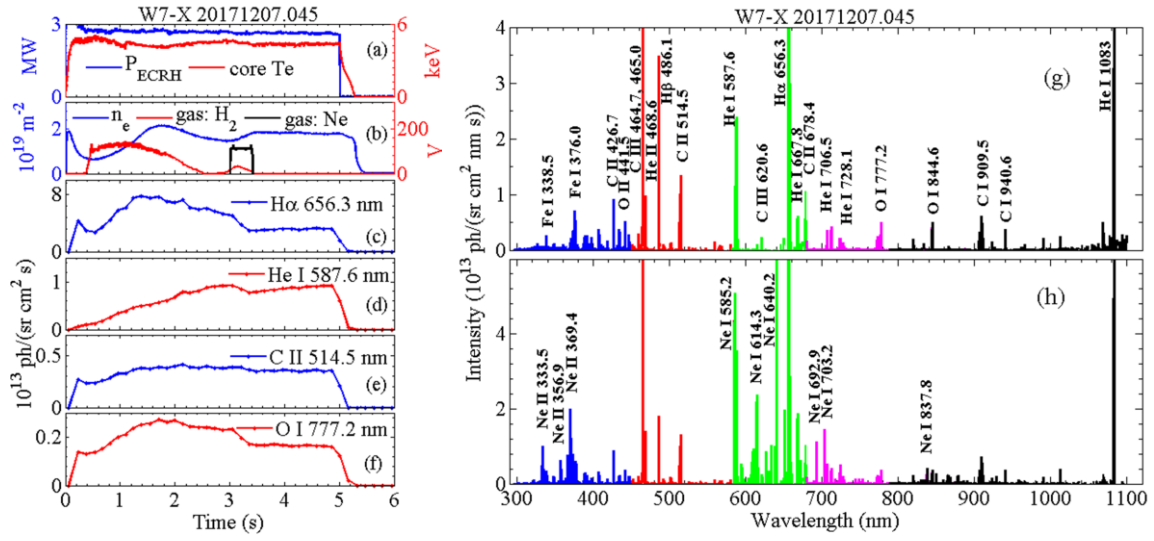 W7-X 20171207.045
3
0
MW
6
0
keV
(a)
P_ECRH
core Te
n_e
gas: H_2
gas: Ne
(b)
10^19 m^-2
2
0
200
100
0
V
8
4
0
Hα 656.3 nm
(c)
1
0
He I 587.6 nm
(d)
10^13 ph/(sr cm^2 s)
0.5
0
C II 514.5 nm
(e)
0.2
0
O I 777.2 nm
(f)
0 1 2 3 4 5 6
Time (s)
W7-X 20171207.045
4
3
2
1
0
(g)
Fe I 338.5
Fe I 376.0
C II 426.7
O II 441.5
C III 464.7, 465.0
He II 468.6
Hβ 486.1
C II 514.5
He I 587.6
C III 620.6
Hα 656.3
He I 667.8
C II 678.4
He I 706.5
He I 728.1
O I 777.2
O I 844.6
C I 909.5
C I 940.6
He I 1083
Intensity (10^13 ph/(sr cm^2 nm s)
4
2
0
(h)
Ne II 333.5
Ne II 356.9
Ne II 369.4
Ne I 585.2
Ne I 614.3
Ne I 640.2
Ne I 692.9
Ne I 703.2
Ne I 837.8
300 400 500 600 700 800 900 1000 1100
Wavelength (nm)